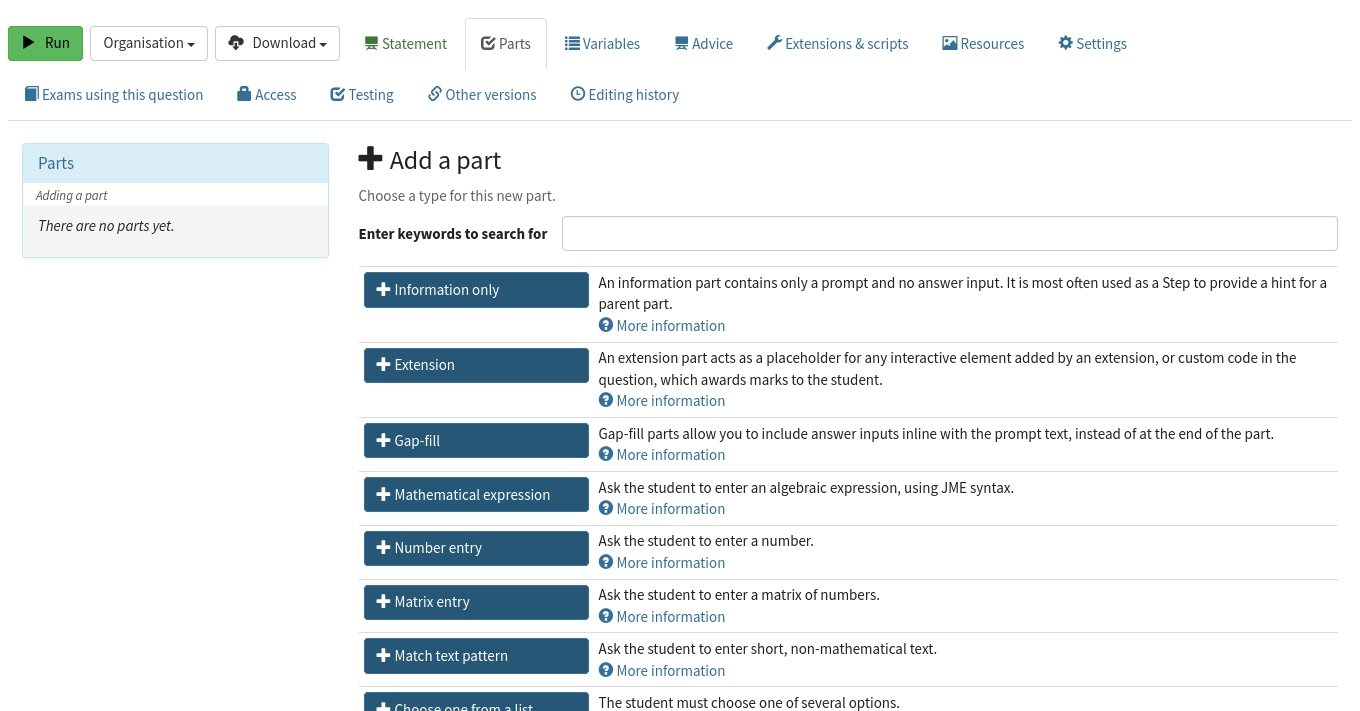 Run Organisation Download Statement Parts Variables Advice Extensions & scripts Resources Settings
Exams using this question Access Testing Other versions Editing history
Parts
Adding a part
There are no parts yet.
Add a part
Choose a type for this new part.
Enter keywords to search for
Information only
An information part contains only a prompt and no answer input. It is most often used as a Step to provide a hint for a
parent part.
More information
Extension
An extension part acts as a placeholder for any interactive element added by an extension, or custom code in the
question, which awards marks to the student.
More information
Gap-fill
Gap-fill parts allow you to include answer inputs inline with the prompt text, instead of at the end of the part.
More information
Mathematical expression
Ask the student to enter an algebraic expression, using JME syntax.
More information
Number entry
Ask the student to enter a number.
More information
Matrix entry
Ask the student to enter a matrix of numbers.
More information
Match text pattern
Ask the student to enter short, non-mathematical text.
More information
Choose one from a list
The student must choose one of several options.